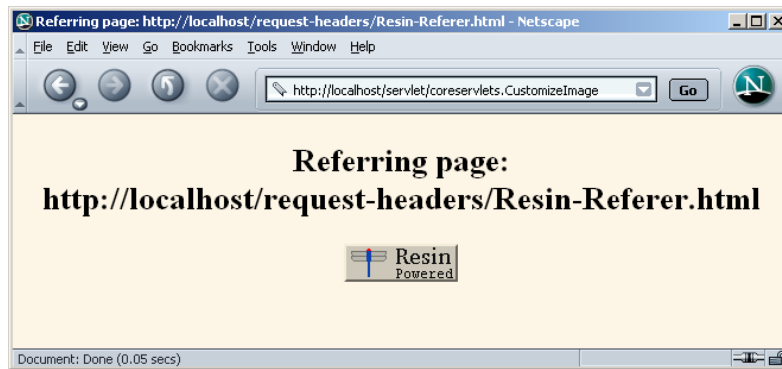 Referring page: http://localhost/request-headers/Resin-Referer.html - Netscape
File Edit View Go Bookmarks Tools Window Help
http://localhost/servlet/coreservlets.CustomizeImage Go N
Referring page:
http://localhost/request-headers/Resin-Referer.html
Resin
Powered
Document: Done (0.05 secs)